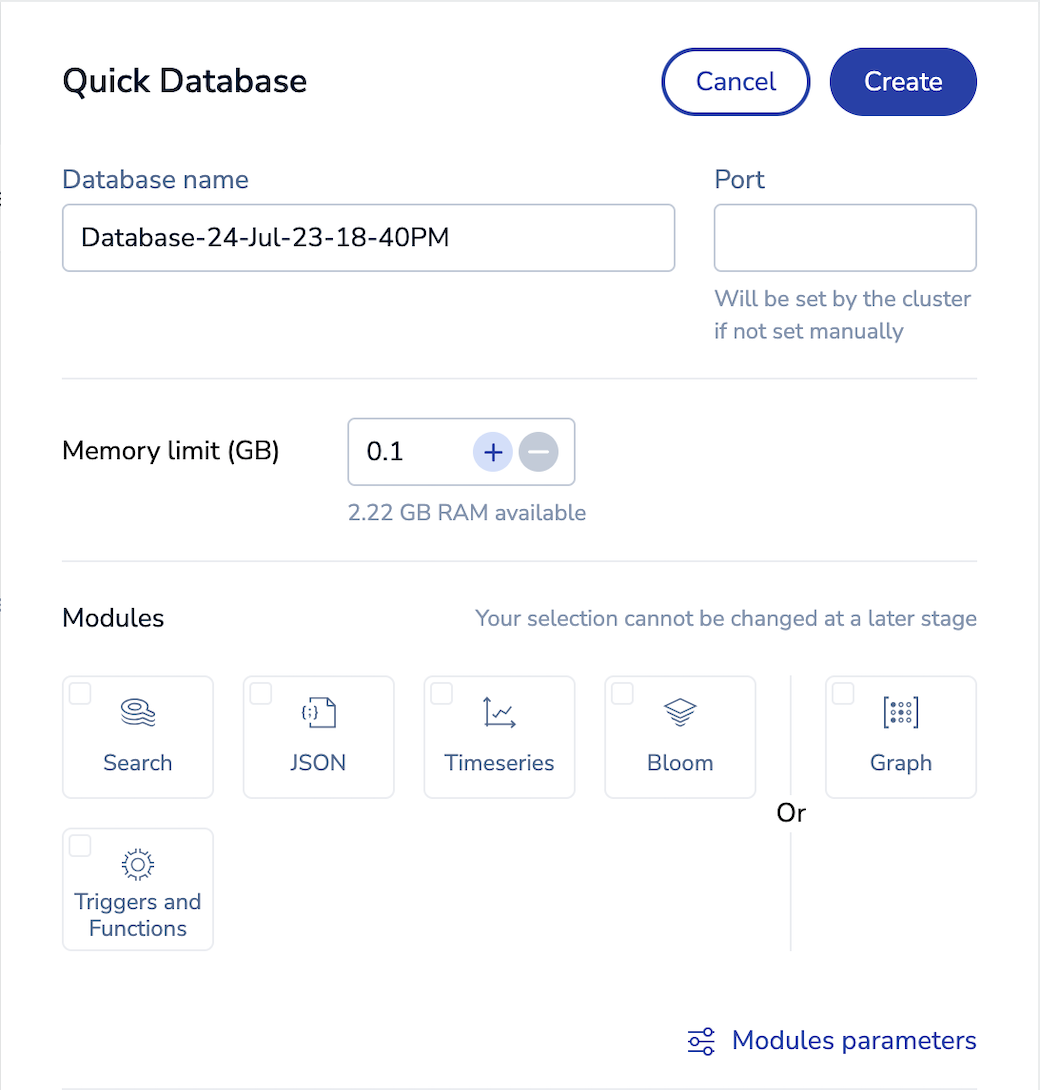 Quick Database
Cancel
Create
Database name
Port
Database-24-Jul-23-18-40PM
Will be set by the cluster
if not set manually
Memory limit (GB)
0.1
2.22 GB RAM available
Modules
Your selection cannot be changed at a later stage
Search
JSON
Timeseries
Bloom
Or
Graph
Triggers and
Functions
Modules parameters